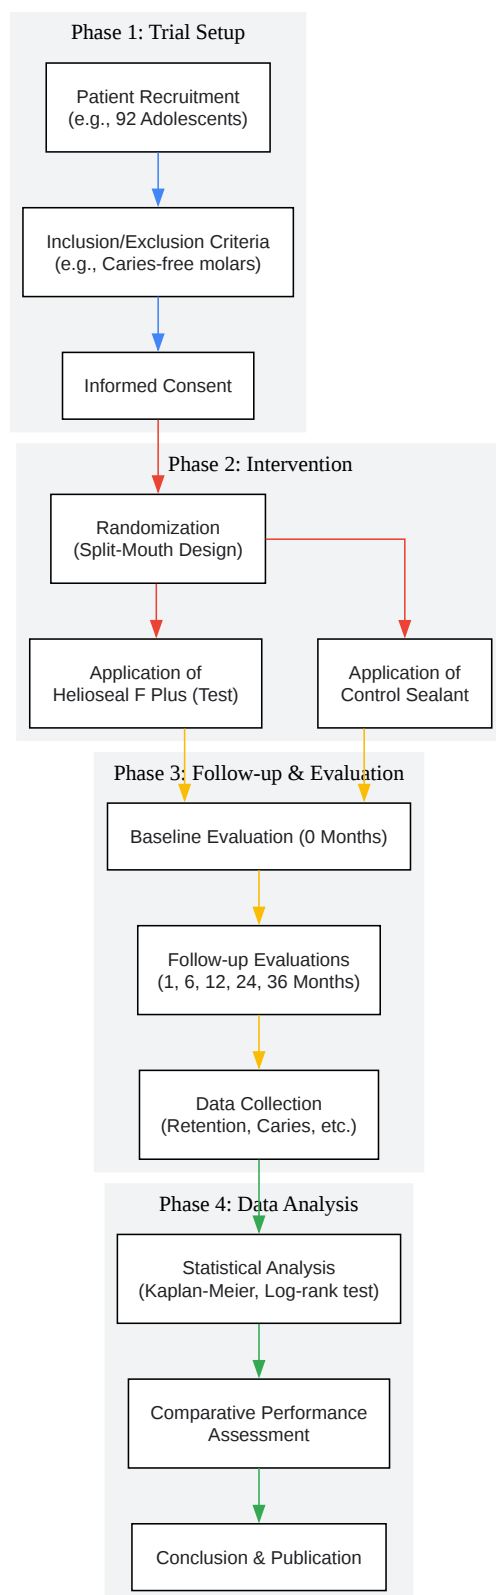 Phase 1: Trial Setup
Patient Recruitment
(e.g., 92 Adolescents)
Inclusion/Exclusion Criteria
(e.g., Caries-free molars)
Informed Consent
Phase 2: Intervention
Randomization
(Split-Mouth Design)
Application of
Helioseal F Plus (Test)
Application of
Control Sealant
Phase 3: Follow-up & Evaluation
Baseline Evaluation (0 Months)
Follow-up Evaluations
(1, 6, 12, 24, 36 Months)
Data Collection
(Retention, Caries, etc.)
Phase 4: Data Analysis
Statistical Analysis
(Kaplan-Meier, Log-rank test)
Comparative Performance
Assessment
Conclusion & Publication